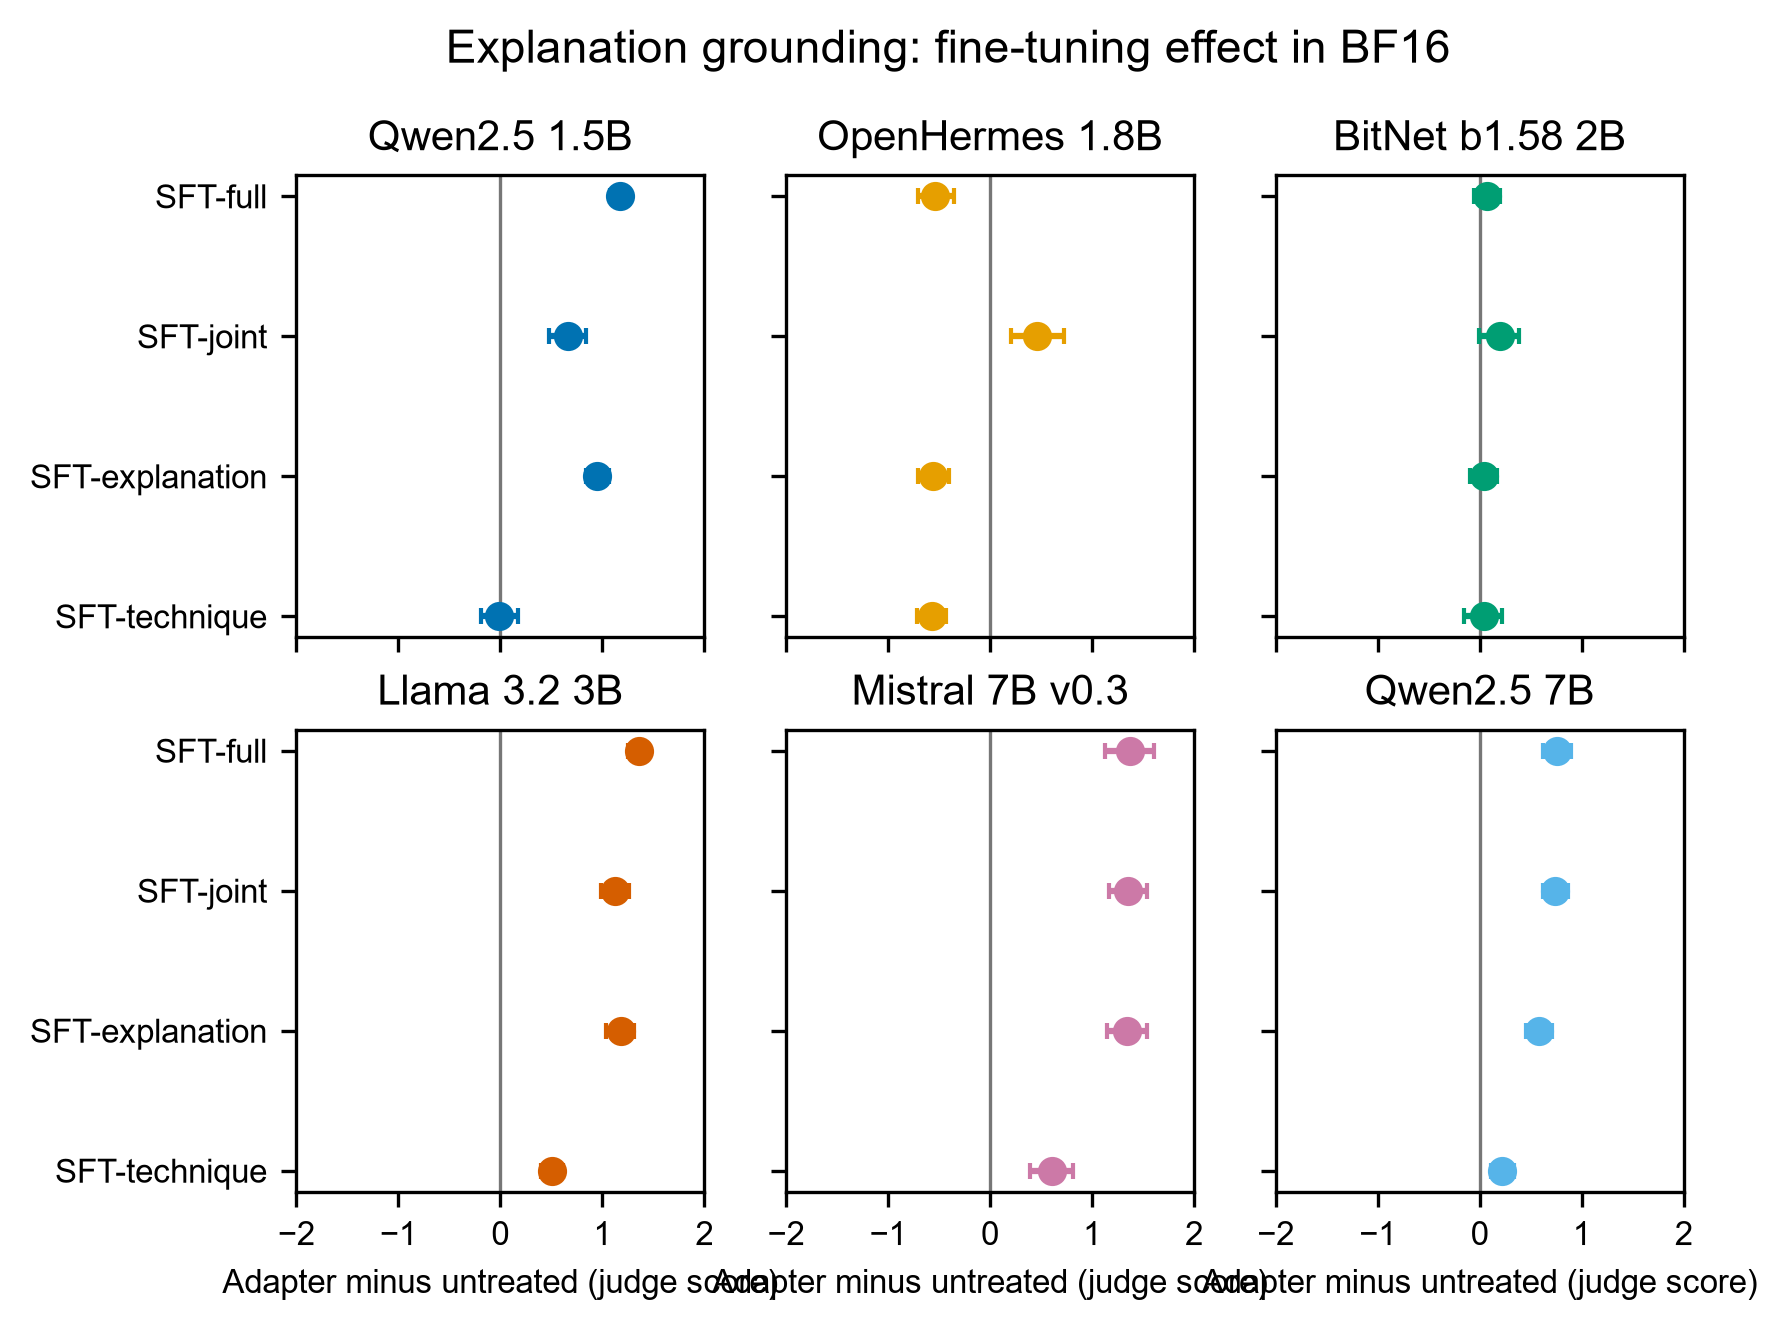 Explanation grounding: fine-tuning effect in BF16
Qwen2.5 1.5B
OpenHermes 1.8B
BitNet b1.58 2B
SFT-full
SFT-joint
SFT-explanation
SFT-technique
Llama 3.2 3B
Mistral 7B v0.3
Qwen2.5 7B
SFT-full
SFT-joint
SFT-explanation
SFT-technique
−2 −1 0 1 2
−2 −1 0 1 2
−2 −1 0 1 2
Adapter minus untreated (judge score)
Adapter minus untreated (judge score)
Adapter minus untreated (judge score)